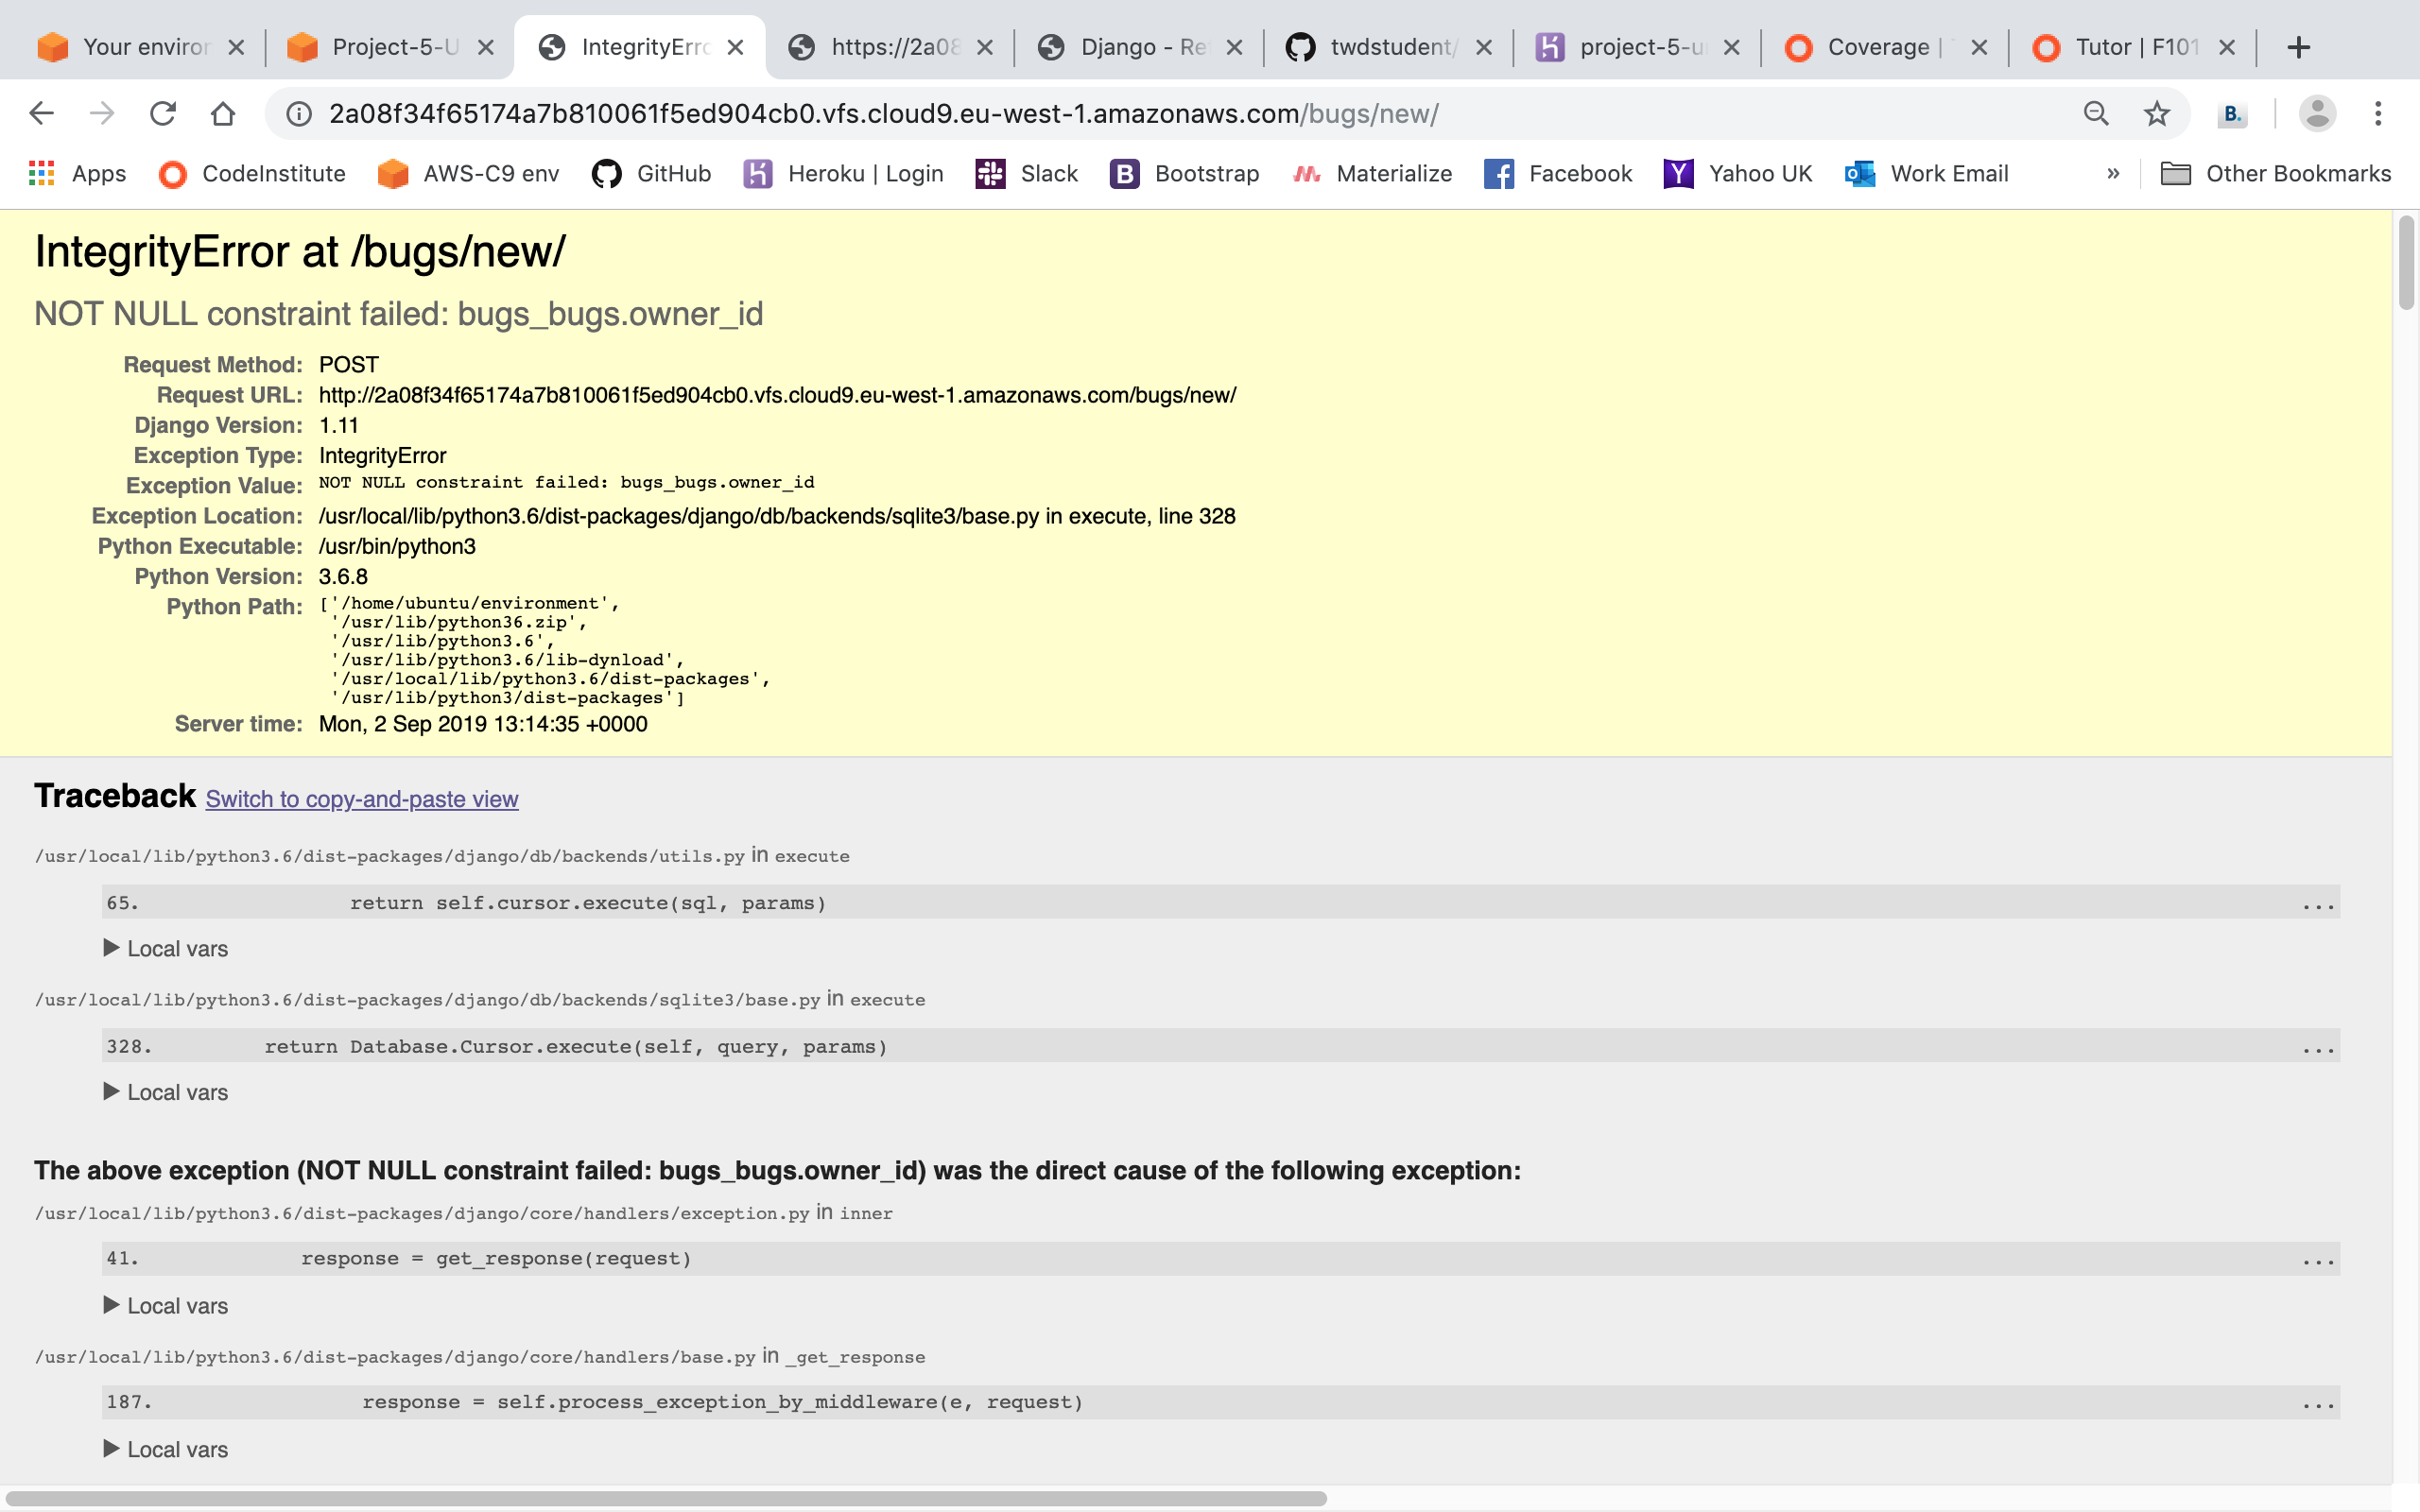 Your enviror
Project-5-U
IntegrityErro
https://2a08
Django - Re
twdstudent/
project-5-u
Coverage |
Tutor | F101
2a08f34f65174a7b810061f5ed904cb0.vfs.cloud9.eu-west-1.amazonaws.com/bugs/new/
B.
Apps
CodeInstitute
AWS-C9 env
GitHub
Heroku | Login
Slack
B Bootstrap
Materialize
Facebook
Y Yahoo UK
Work Email
»
Other Bookmarks
IntegrityError at /bugs/new/
NOT NULL constraint failed: bugs_bugs.owner_id
Request Method: POST
Request URL: http://2a08f34f65174a7b810061f5ed904cb0.vfs.cloud9.eu-west-1.amazonaws.com/bugs/new/
Django Version: 1.11
Exception Type: IntegrityError
Exception Value: NOT NULL constraint failed: bugs_bugs.owner_id
Exception Location: /usr/local/lib/python3.6/dist-packages/django/db/backends/sqlite3/base.py in execute, line 328
Python Executable: /usr/bin/python3
Python Version: 3.6.8
Python Path: ['/home/ubuntu/environment',
'/usr/lib/python36.zip',
'/usr/lib/python3.6',
'/usr/lib/python3.6/lib-dynload',
'/usr/local/lib/python3.6/dist-packages',
'/usr/lib/python3/dist-packages']
Server time: Mon, 2 Sep 2019 13:14:35 +0000
Traceback Switch to copy-and-paste view
/usr/local/lib/python3.6/dist-packages/django/db/backends/utils.py in execute
65. return self.cursor.execute(sql, params) ...
▶ Local vars
/usr/local/lib/python3.6/dist-packages/django/db/backends/sqlite3/base.py in execute
328. return Database.Cursor.execute(self, query, params) ...
▶ Local vars
The above exception (NOT NULL constraint failed: bugs_bugs.owner_id) was the direct cause of the following exception:
/usr/local/lib/python3.6/dist-packages/django/core/handlers/exception.py in inner
41. response = get_response(request) ...
▶ Local vars
/usr/local/lib/python3.6/dist-packages/django/core/handlers/base.py in _get_response
187. response = self.process_exception_by_middleware(e, request) ...
▶ Local vars